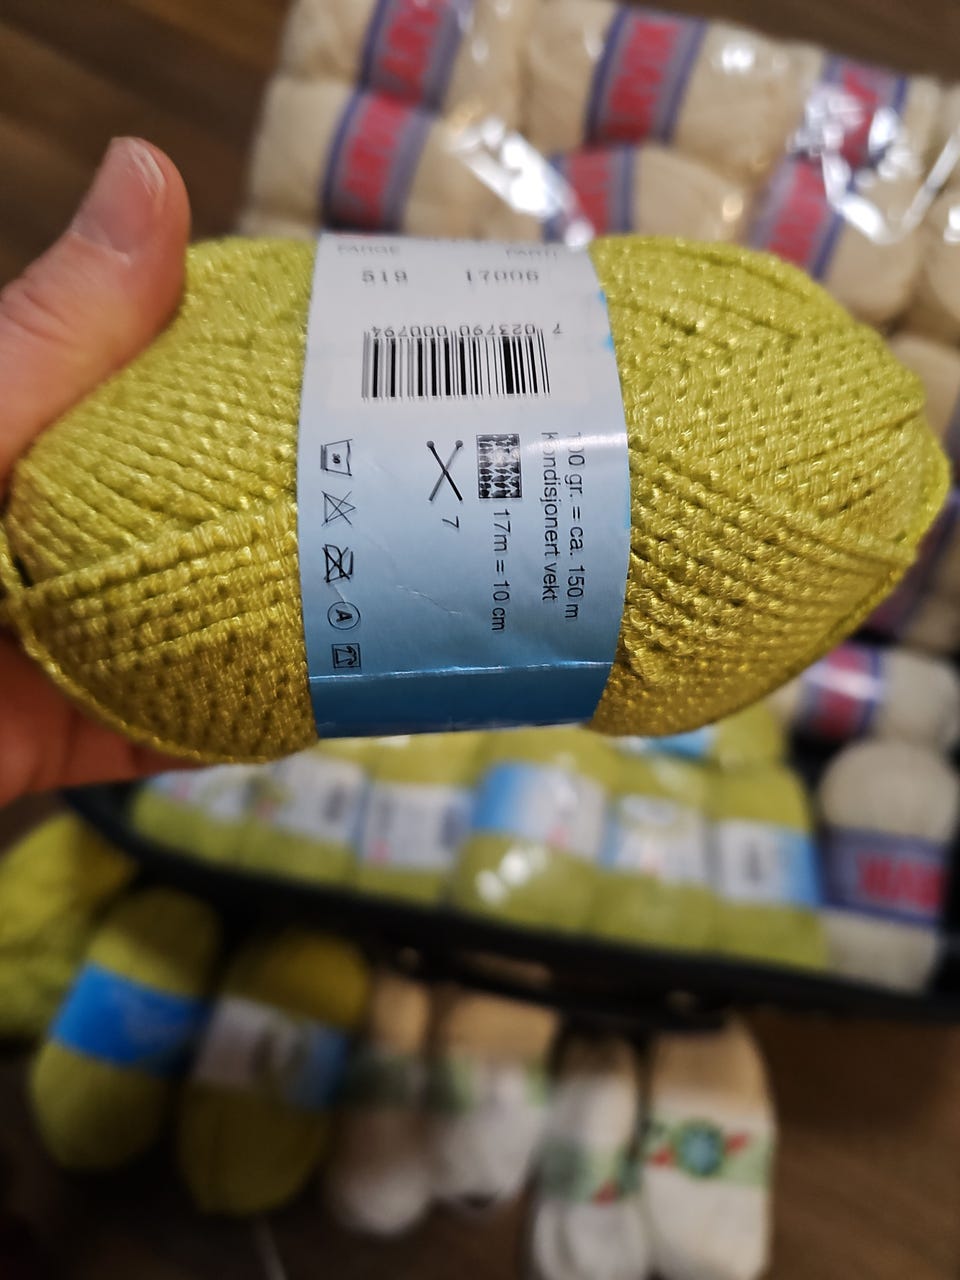 FARGE PARTI
519 17006
7 023790 000794
7
17m = 10 cm
100 gr. = ca. 150 m
kondisjonert vekt
A